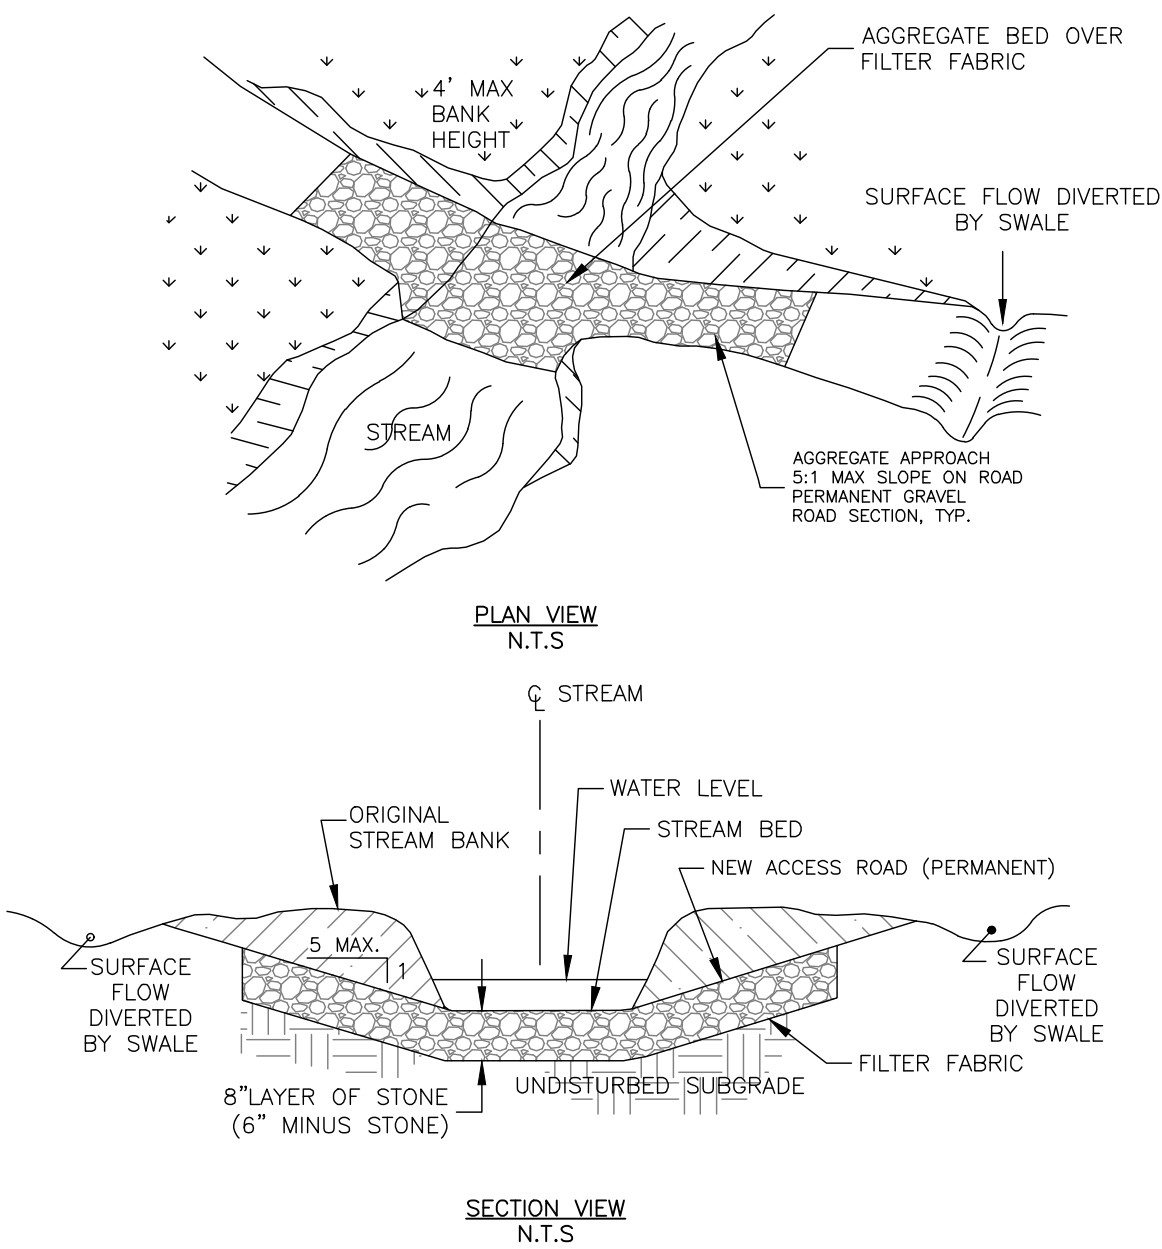 AGGREGATE BED OVER
FILTER FABRIC
4' MAX
BANK
HEIGHT
SURFACE FLOW DIVERTED
BY SWALE
STREAM
AGGREGATE APPROACH
5:1 MAX SLOPE ON ROAD
PERMANENT GRAVEL
ROAD SECTION, TYP.
PLAN VIEW
N.T.S
℄ STREAM
WATER LEVEL
ORIGINAL
STREAM BANK
STREAM BED
NEW ACCESS ROAD (PERMANENT)
5 MAX.
1
SURFACE
FLOW
DIVERTED
BY SWALE
SURFACE
FLOW
DIVERTED
BY SWALE
FILTER FABRIC
UNDISTURBED SUBGRADE
8"LAYER OF STONE
(6" MINUS STONE)
SECTION VIEW
N.T.S